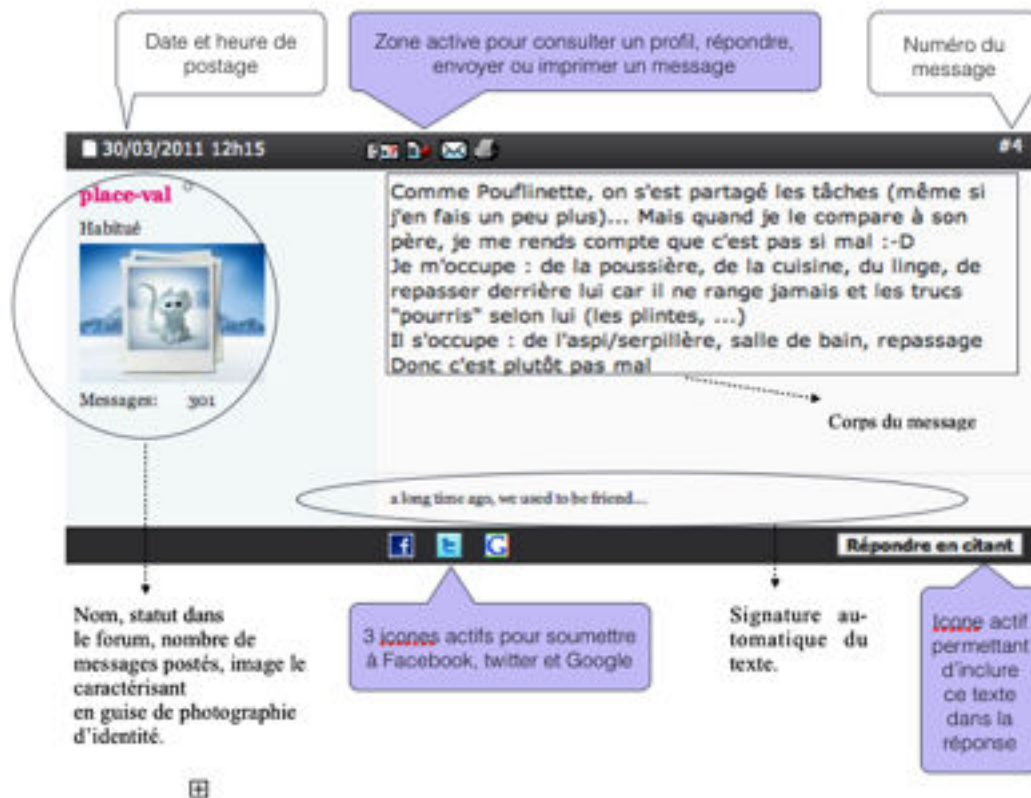 Date et heure de
postage
Zone active pour consulter un profil, répondre,
envoyer ou imprimer un message
Numéro du
message
30/03/2011 12h15
#4
place-val
Habitué
Messages: 301
Comme Pouflinette, on s'est partagé les tâches (même si
j'en fais un peu plus)... Mais quand je le compare à son
père, je me rends compte que c'est pas si mal :-D
Je m'occupe : de la poussière, de la cuisine, du linge, de
repasser derrière lui car il ne range jamais et les trucs
"pourris" selon lui (les plintes, ...)
Il s'occupe : de l'aspi/serpillère, salle de bain, repassage
Donc c'est plutôt pas mal
Corps du message
a long time ago, we used to be friend....
Répondre en citant
Nom, statut dans
le forum, nombre de
messages postés, image le
caractérisant
en guise de photographie
d'identité.
3 icones actifs pour soumettre
à Facebook, twitter et Google
Signature au-
tomatique du
texte.
Icone actif
permettant
d'inclure
ce texte
dans la
réponse